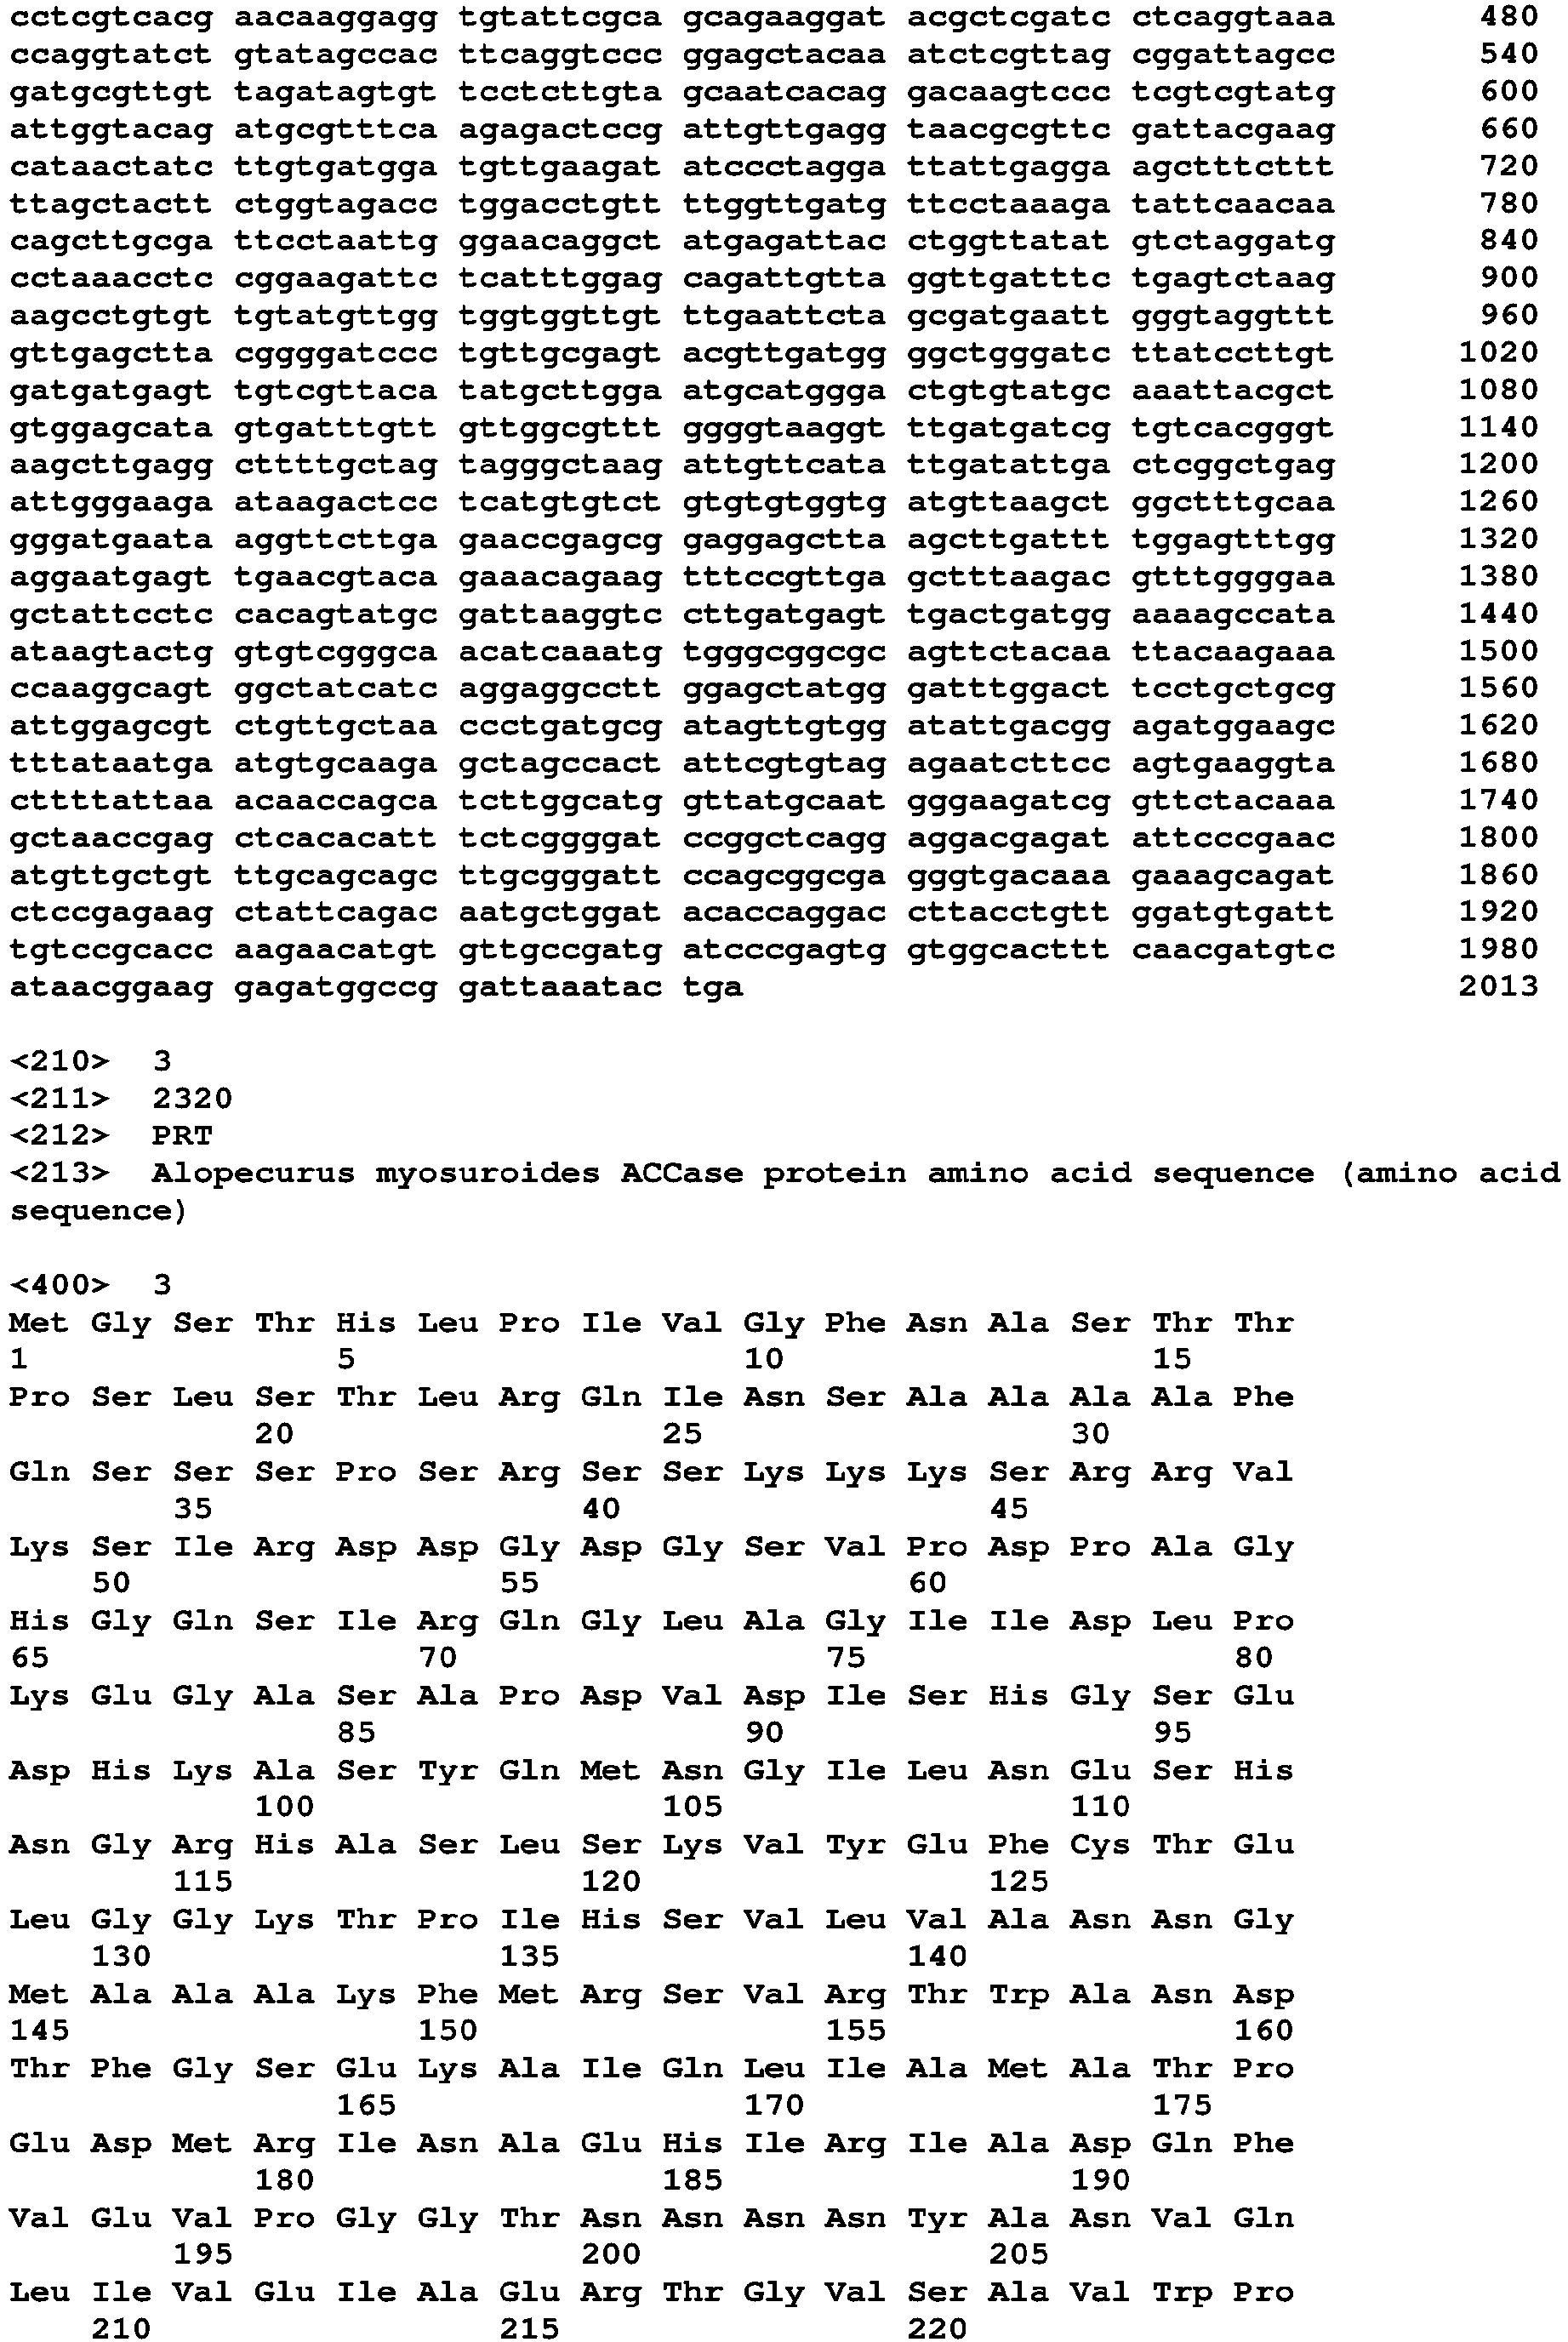 cctcgtcacg aacaaggagg tgtattcgca gcagaaggat acgctcgatc ctcaggtaaa 480
ccaggtatct gtatagccac ttcaggtccc ggagctacaa atctcgttag cggattagcc 540
gatgcgttgt tagatagtgt tcctcttgta gcaatcacag gacaagtccc tcgtcgtatg 600
attggtacag atgcgtttca agagactccg attgttgagg taacgcgttc gattacgaag 660
cataactatc ttgtgatgga tgttgaagat atccctagga ttattgagga agctttcttt 720
ttagctactt ctggtagacc tggacctgtt ttggttgatg ttcctaaaga tattcaacaa 780
cagcttgcga ttcctaattg ggaacaggct atgagattac ctggttatat gtctaggatg 840
cctaaacctc cggaagattc tcatttggag cagattgtta ggttgatttc tgagtctaag 900
aagcctgtgt tgtatgttgg tggtggttgt ttgaattcta gcgatgaatt gggtaggttt 960
gttgagctta cggggatccc tgttgcgagt acgttgatgg ggctgggatc ttatccttgt 1020
gatgatgagt tgtcgttaca tatgcttgga atgcatggga ctgtgtatgc aaattacgct 1080
gtggagcata gtgatttgtt gttggcgttt ggggtaaggt ttgatgatcg tgtcacgggt 1140
aagcttgagg cttttgctag tagggctaag attgttcata ttgatattga ctcggctgag 1200
attgggaaga ataagactcc tcatgtgtct gtgtgtggtg atgttaagct ggctttgcaa 1260
gggatgaata aggttcttga gaaccgagcg gaggagctta agcttgattt tggagtttgg 1320
aggaatgagt tgaacgtaca gaaacagaag tttccgttga gctttaagac gtttggggaa 1380
gctattcctc cacagtatgc gattaaggtc cttgatgagt tgactgatgg aaaagccata 1440
ataagtactg gtgtcgggca acatcaaatg tgggcggcgc agttctacaa ttacaagaaa 1500
ccaaggcagt ggctatcatc aggaggcctt ggagctatgg gatttggact tcctgctgcg 1560
attggagcgt ctgttgctaa ccctgatgcg atagttgtgg atattgacgg agatggaagc 1620
tttataatga atgtgcaaga gctagccact attcgtgtag agaatcttcc agtgaaggta 1680
cttttattaa acaaccagca tcttggcatg gttatgcaat gggaagatcg gttctacaaa 1740
gctaaccgag ctcacacatt tctcggggat ccggctcagg aggacgagat attcccgaac 1800
atgttgctgt ttgcagcagc ttgcgggatt ccagcggcga gggtgacaaa gaaagcagat 1860
ctccgagaag ctattcagac aatgctggat acaccaggac cttacctgtt ggatgtgatt 1920
tgtccgcacc aagaacatgt gttgccgatg atcccgagtg gtggcacttt caacgatgtc 1980
ataacggaag gagatggccg gattaaatac tga 2013
<210> 3
<211> 2320
<212> PRT
<213> Alopecurus myosuroides ACCase protein amino acid sequence (amino acid
sequence)
<400> 3
Met Gly Ser Thr His Leu Pro Ile Val Gly Phe Asn Ala Ser Thr Thr
1 5 10 15
Pro Ser Leu Ser Thr Leu Arg Gln Ile Asn Ser Ala Ala Ala Ala Phe
20 25 30
Gln Ser Ser Ser Pro Ser Arg Ser Ser Lys Lys Lys Ser Arg Arg Val
35 40 45
Lys Ser Ile Arg Asp Asp Gly Asp Gly Ser Val Pro Asp Pro Ala Gly
50 55 60
His Gly Gln Ser Ile Arg Gln Gly Leu Ala Gly Ile Ile Asp Leu Pro
65 70 75 80
Lys Glu Gly Ala Ser Ala Pro Asp Val Asp Ile Ser His Gly Ser Glu
85 90 95
Asp His Lys Ala Ser Tyr Gln Met Asn Gly Ile Leu Asn Glu Ser His
100 105 110
Asn Gly Arg His Ala Ser Leu Ser Lys Val Tyr Glu Phe Cys Thr Glu
115 120 125
Leu Gly Gly Lys Thr Pro Ile His Ser Val Leu Val Ala Asn Asn Gly
130 135 140
Met Ala Ala Ala Lys Phe Met Arg Ser Val Arg Thr Trp Ala Asn Asp
145 150 155 160
Thr Phe Gly Ser Glu Lys Ala Ile Gln Leu Ile Ala Met Ala Thr Pro
165 170 175
Glu Asp Met Arg Ile Asn Ala Glu His Ile Arg Ile Ala Asp Gln Phe
180 185 190
Val Glu Val Pro Gly Gly Thr Asn Asn Asn Asn Tyr Ala Asn Val Gln
195 200 205
Leu Ile Val Glu Ile Ala Glu Arg Thr Gly Val Ser Ala Val Trp Pro
210 215 220